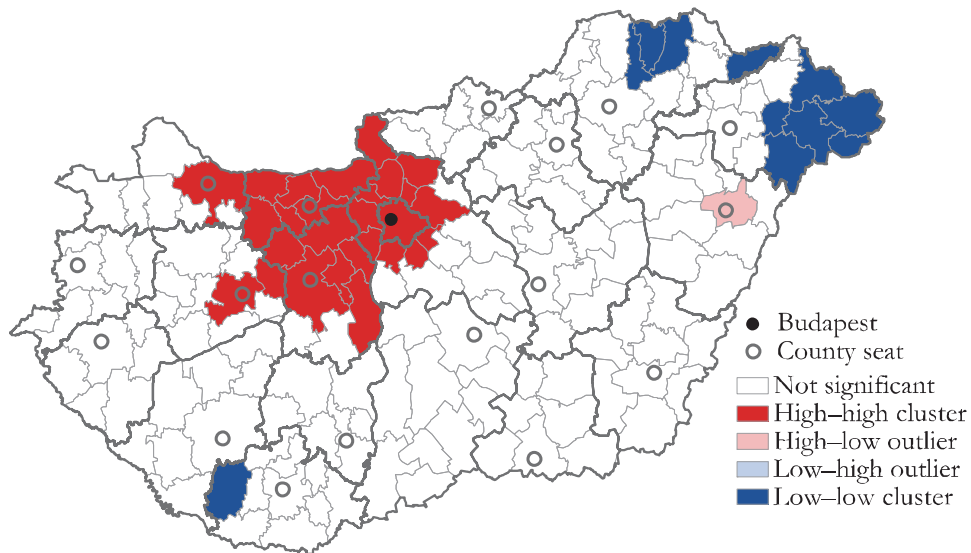 Budapest
County seat
Not significant
High–high cluster
High–low outlier
Low–high outlier
Low–low cluster